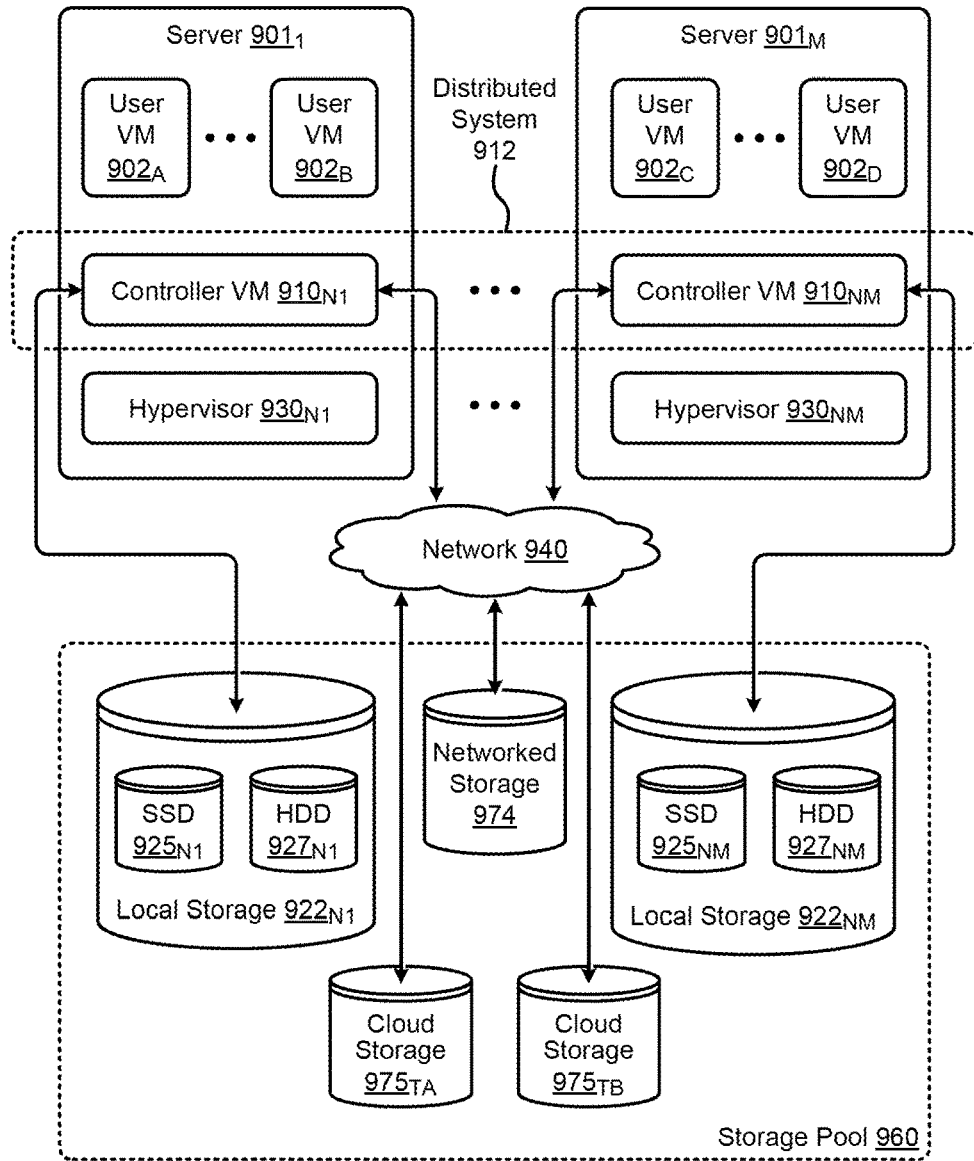 Server 901₁
User
VM
902A
User
VM
902B
Distributed
System
912
Server 901M
User
VM
902C
User
VM
902D
Controller VM 910N1
Controller VM 910NM
Hypervisor 930N1
Hypervisor 930NM
Network 940
SSD
925N1
HDD
927N1
Local Storage 922N1
Networked
Storage
974
SSD
925NM
HDD
927NM
Local Storage 922NM
Cloud
Storage
975TA
Cloud
Storage
975TB
Storage Pool 960